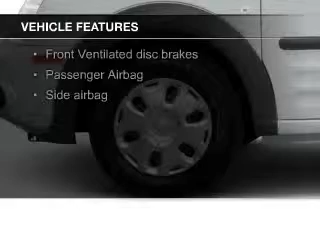 VEHICLE FEATURES
• Front Ventilated disc brakes
• Passenger Airbag
• Side airbag